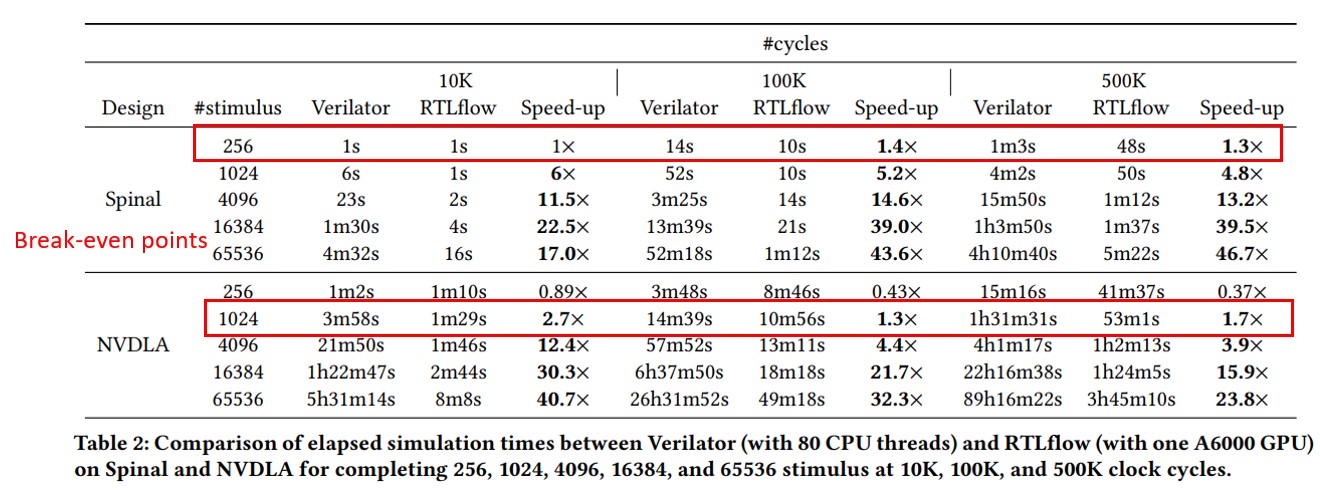 #cycles
10K 100K 500K
Design #stimulus Verilator RTLflow Speed-up Verilator RTLflow Speed-up Verilator RTLflow Speed-up
256 1s 1s 1× 14s 10s 1.4× 1m3s 48s 1.3×
1024 6s 1s 6× 52s 10s 5.2× 4m2s 50s 4.8×
Spinal 4096 23s 2s 11.5× 3m25s 14s 14.6× 15m50s 1m12s 13.2×
16384 1m30s 4s 22.5× 13m39s 21s 39.0× 1h3m50s 1m37s 39.5×
Break-even points
65536 4m32s 16s 17.0× 52m18s 1m12s 43.6× 4h10m40s 5m22s 46.7×
256 1m2s 1m10s 0.89× 3m48s 8m46s 0.43× 15m16s 41m37s 0.37×
1024 3m58s 1m29s 2.7× 14m39s 10m56s 1.3× 1h31m31s 53m1s 1.7×
NVDLA 4096 21m50s 1m46s 12.4× 57m52s 13m11s 4.4× 4h1m17s 1h2m13s 3.9×
16384 1h22m47s 2m44s 30.3× 6h37m50s 18m18s 21.7× 22h16m38s 1h24m5s 15.9×
65536 5h31m14s 8m8s 40.7× 26h31m52s 49m18s 32.3× 89h16m22s 3h45m10s 23.8×
Table 2: Comparison of elapsed simulation times between Verilator (with 80 CPU threads) and RTLflow (with one A6000 GPU)
on Spinal and NVDLA for completing 256, 1024, 4096, 16384, and 65536 stimulus at 10K, 100K, and 500K clock cycles.